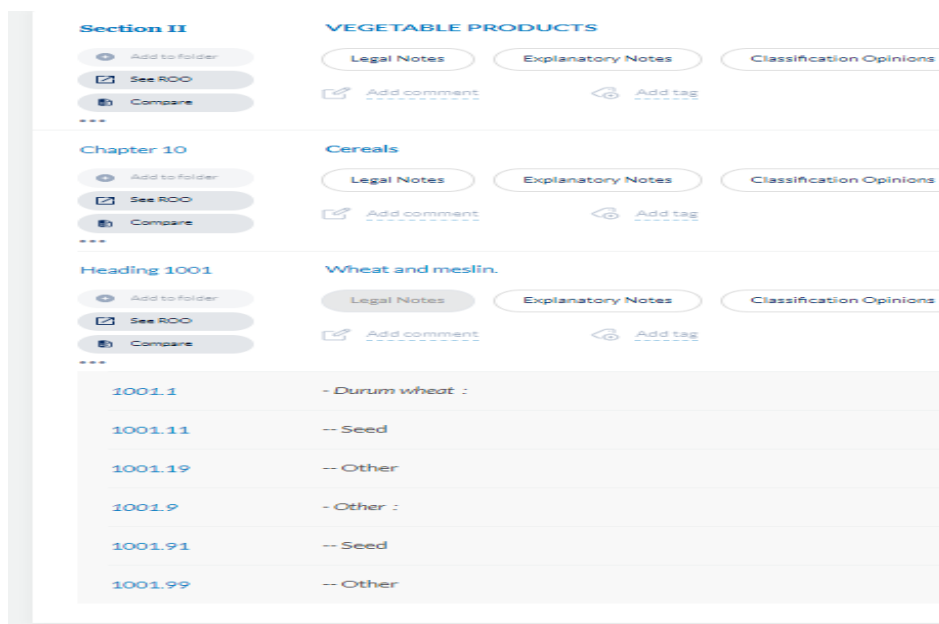 Section II VEGETABLE PRODUCTS
Add to folder Legal Notes Explanatory Notes Classification Opinions
See ROO
Add comment Add tag
Compare
Chapter 10 Cereals
Add to folder Legal Notes Explanatory Notes Classification Opinions
See ROO
Add comment Add tag
Compare
Heading 1001 Wheat and meslin.
Add to folder Legal Notes Explanatory Notes Classification Opinions
See ROO
Add comment Add tag
Compare
1001.1 - Durum wheat :
1001.11 -- Seed
1001.19 -- Other
1001.9 - Other :
1001.91 -- Seed
1001.99 -- Other